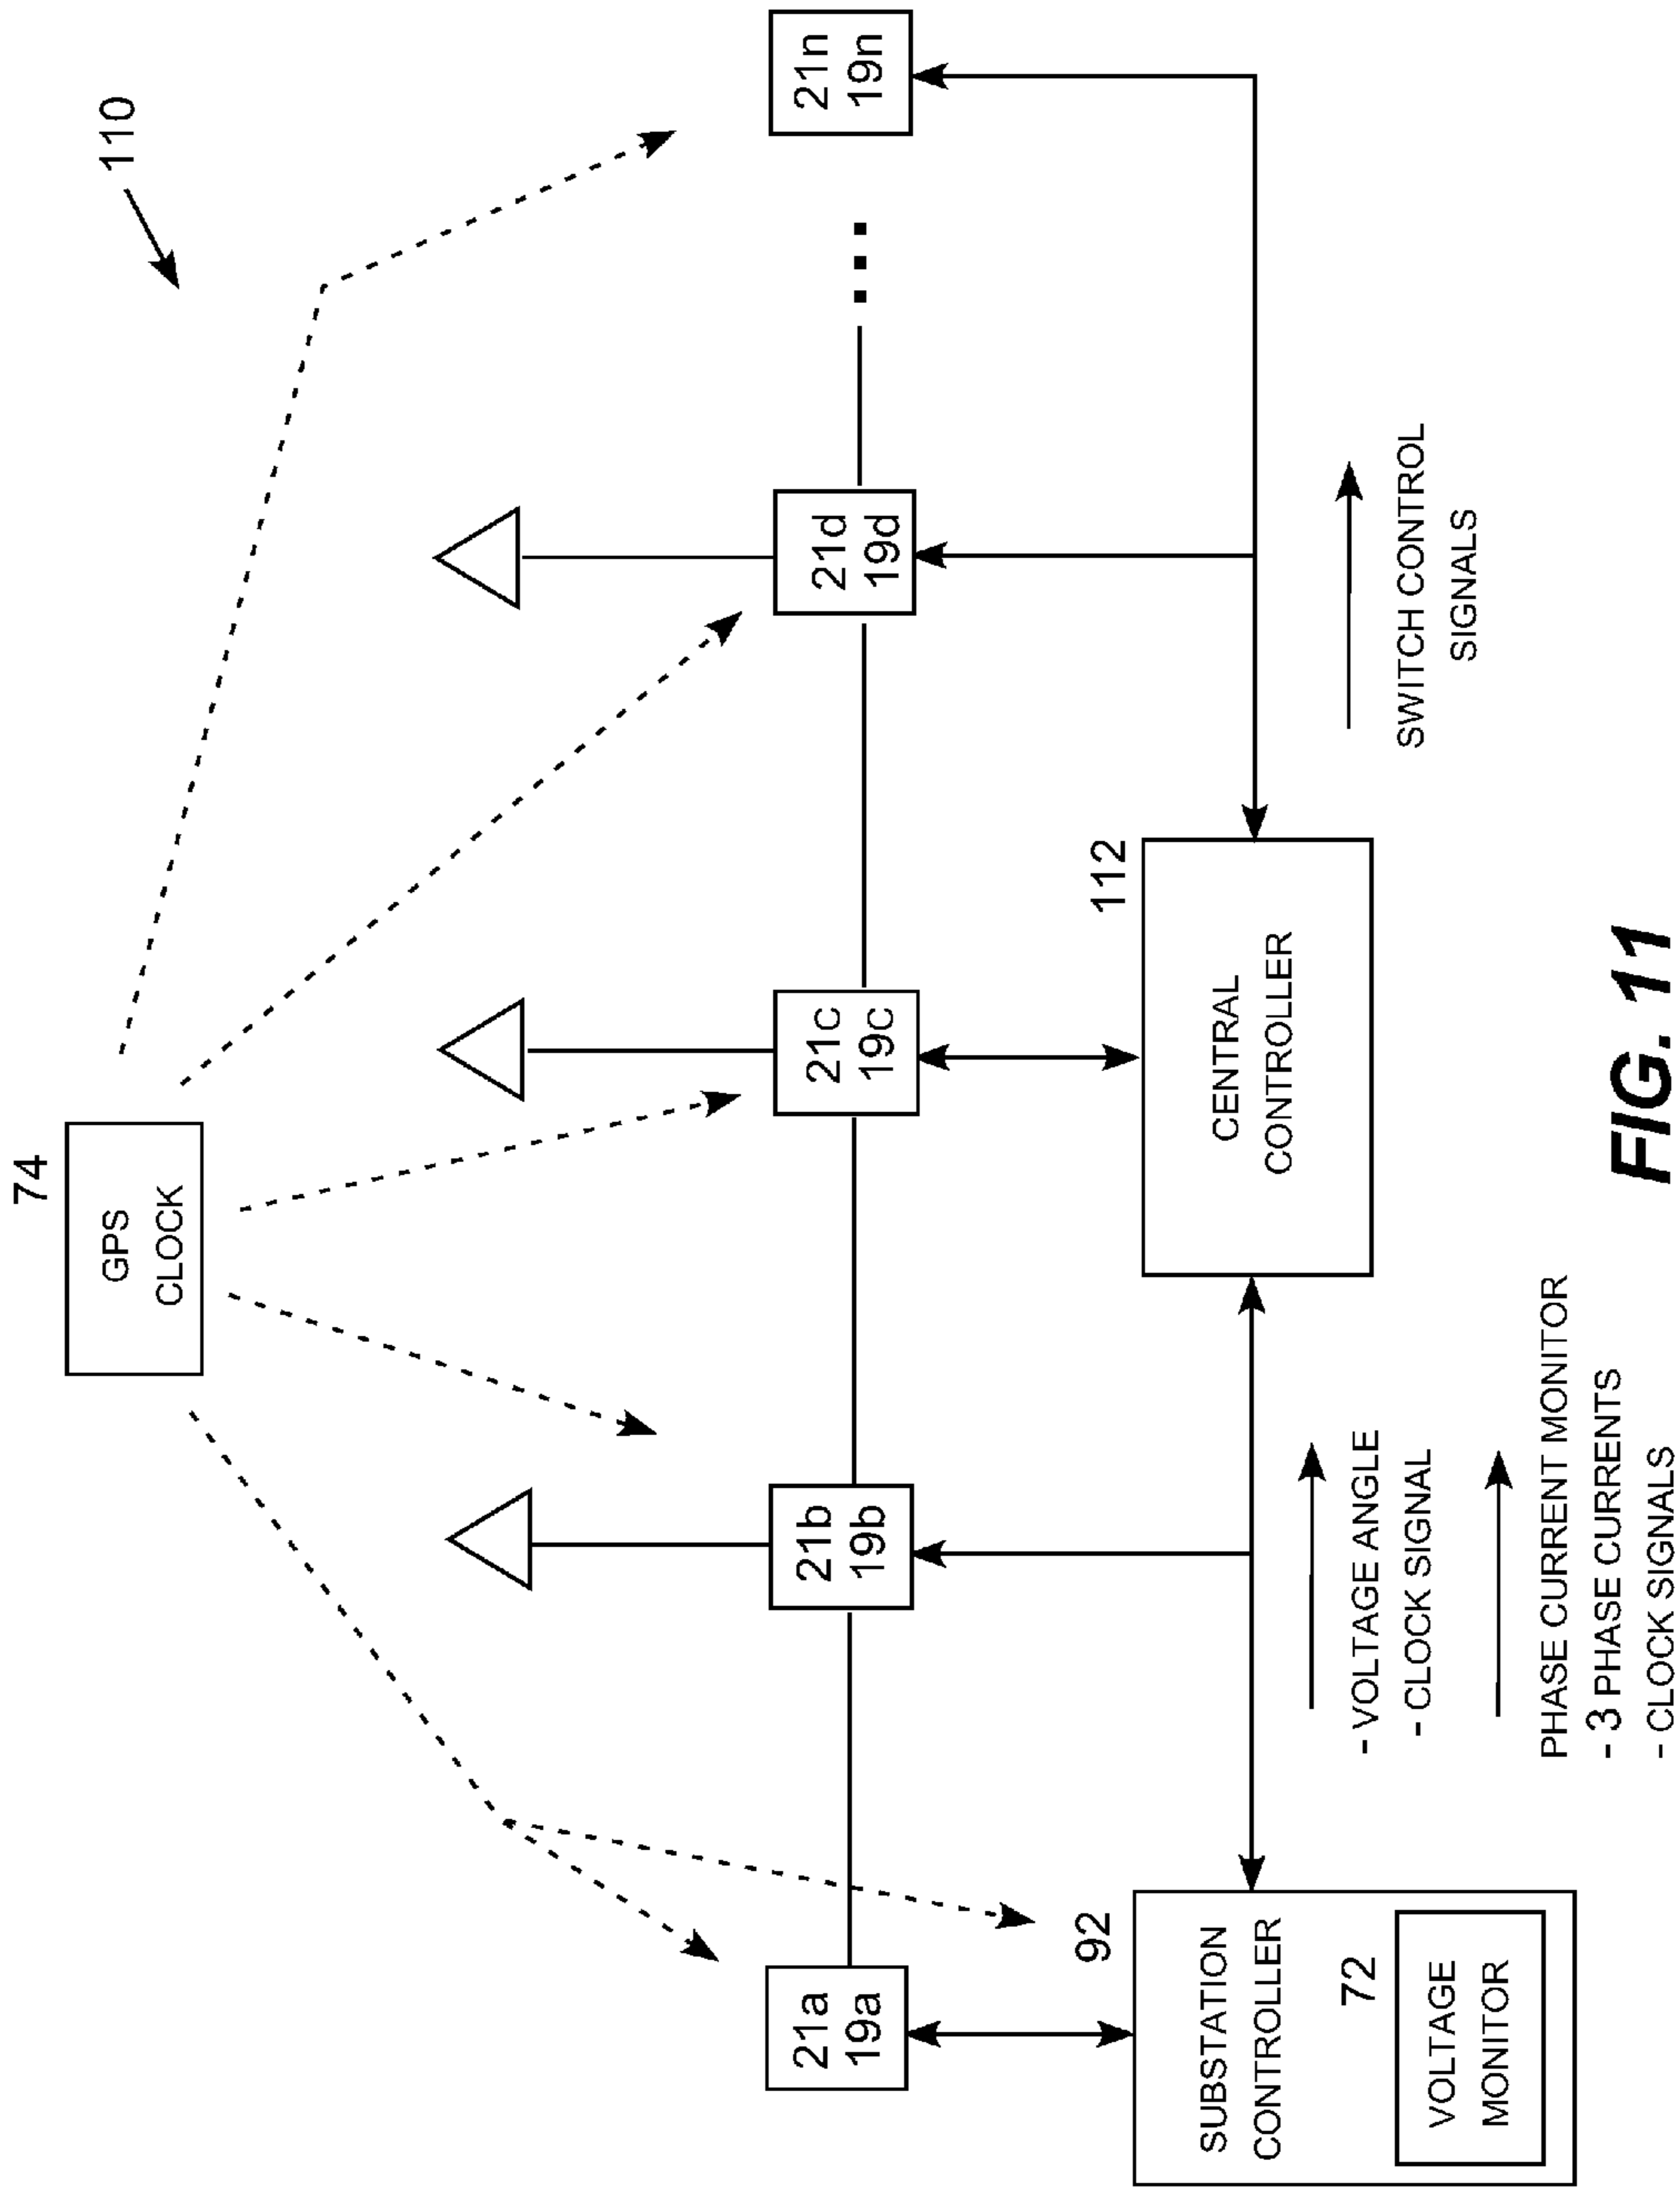 110
74
GPS
CLOCK
21a
19a
21b
19b
21c
19c
21d
19d
...
21n
19n
92
SUBSTATION
CONTROLLER
72
VOLTAGE
MONITOR
112
CENTRAL
CONTROLLER
- VOLTAGE ANGLE
- CLOCK SIGNAL
PHASE CURRENT MONITOR
- 3 PHASE CURRENTS
- CLOCK SIGNALS
SWITCH CONTROL
SIGNALS
FIG. 11